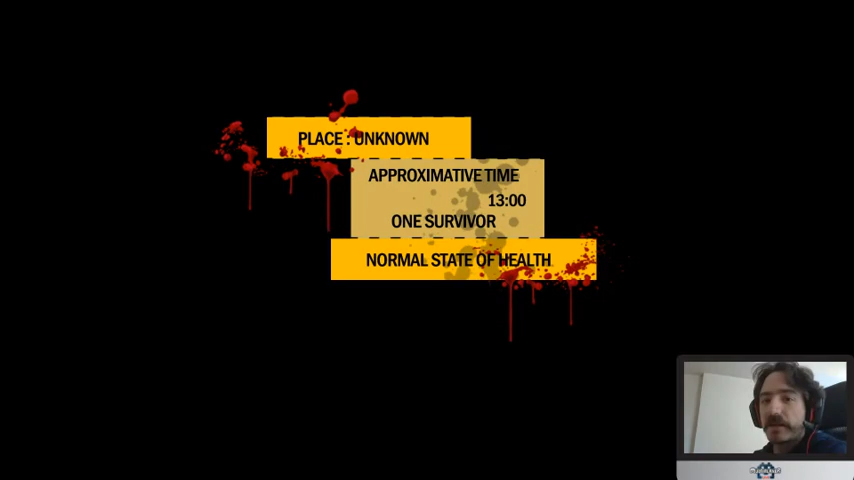 PLACE : UNKNOWN
APPROXIMATIVE TIME
13:00
ONE SURVIVOR
NORMAL STATE OF HEALTH